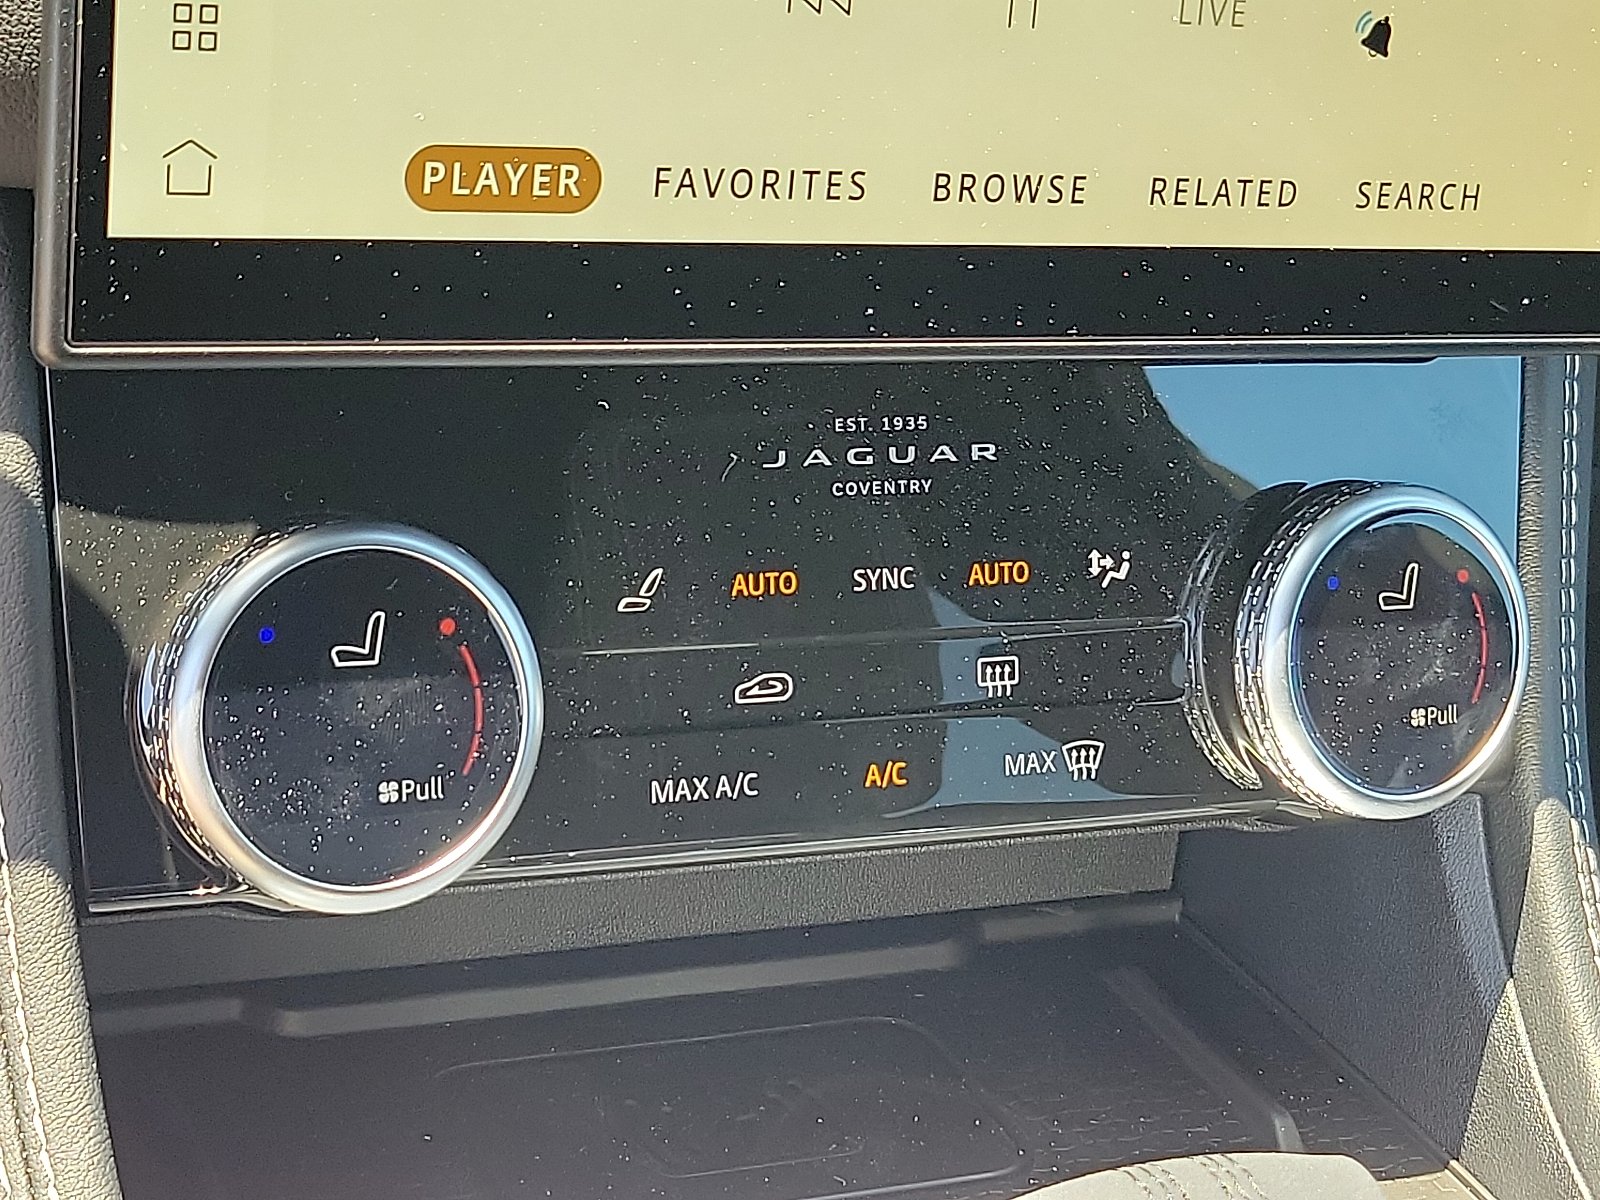 LIVE
PLAYER FAVORITES BROWSE RELATED SEARCH
EST. 1935
JAGUAR
COVENTRY
AUTO SYNC AUTO
Pull
MAX A/C A/C MAX
Pull